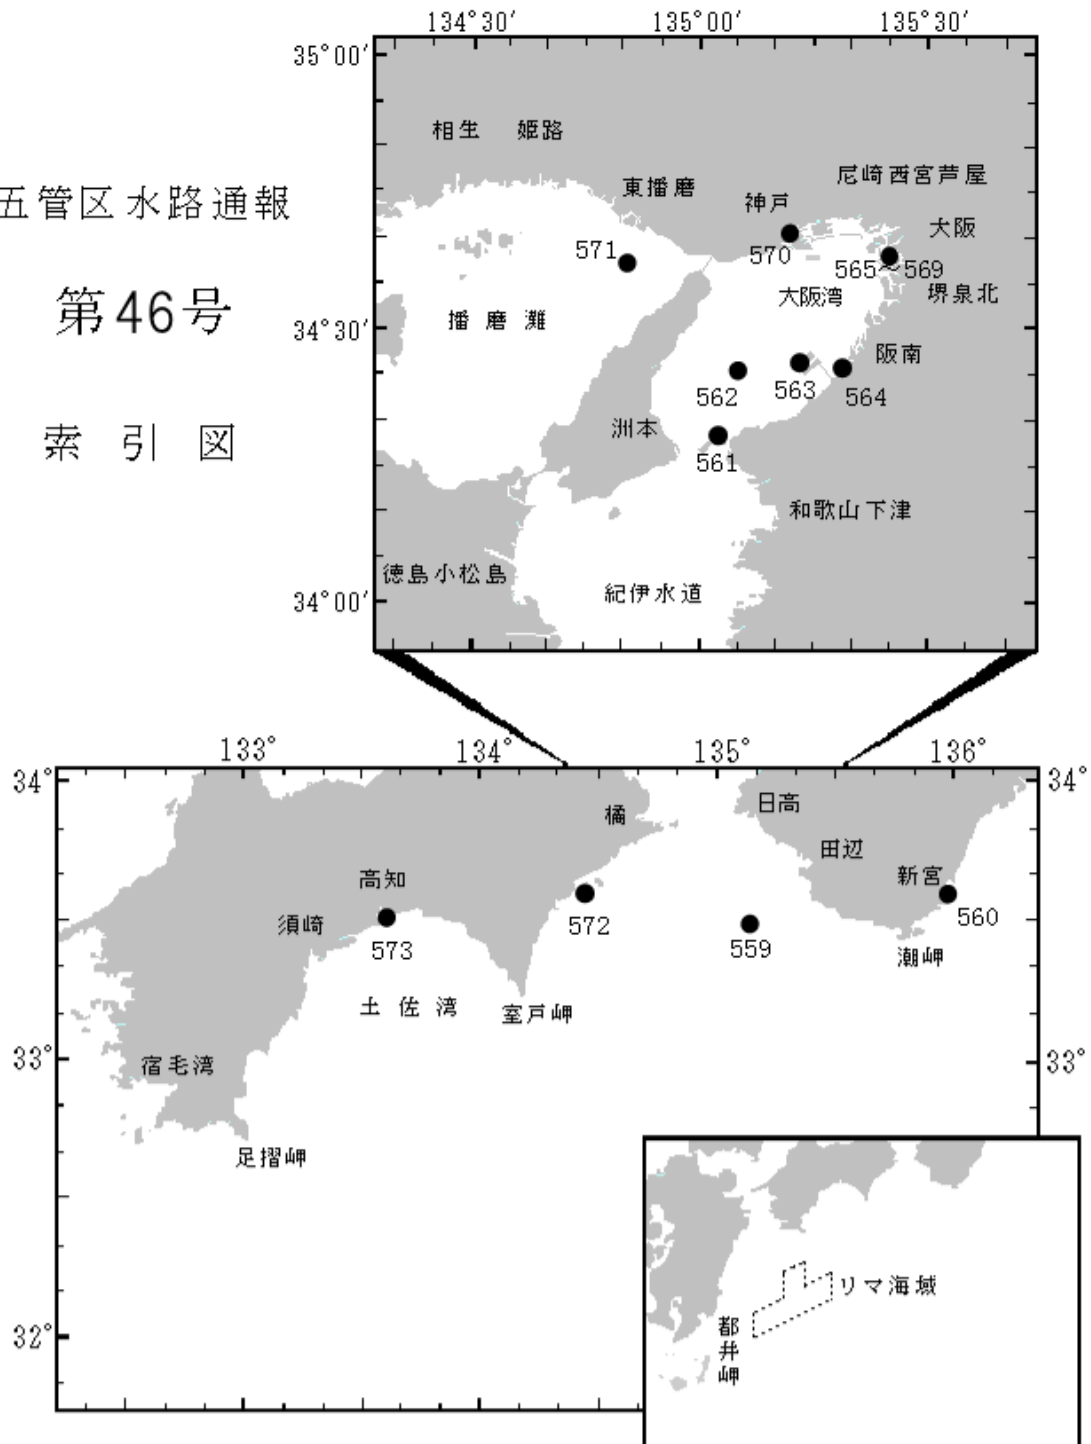 134°30′ 135°00′ 135°30′
35°00′
相生 姫路
五管区水路通報
東播磨
尼崎西宮芦屋
神戸
大阪
571
570
565～569
第46号
大阪湾
堺泉北
播磨灘
34°30′
阪南
562
563
564
索引図
洲本
561
和歌山下津
徳島小松島
紀伊水道
34°00′
133° 134° 135° 136°
34°
34°
橘
日高
田辺
高知
新宮
須崎
573
572
559
560
潮岬
土佐湾
室戸岬
33°
33°
宿毛湾
足摺岬
リマ海域
都井岬
32°